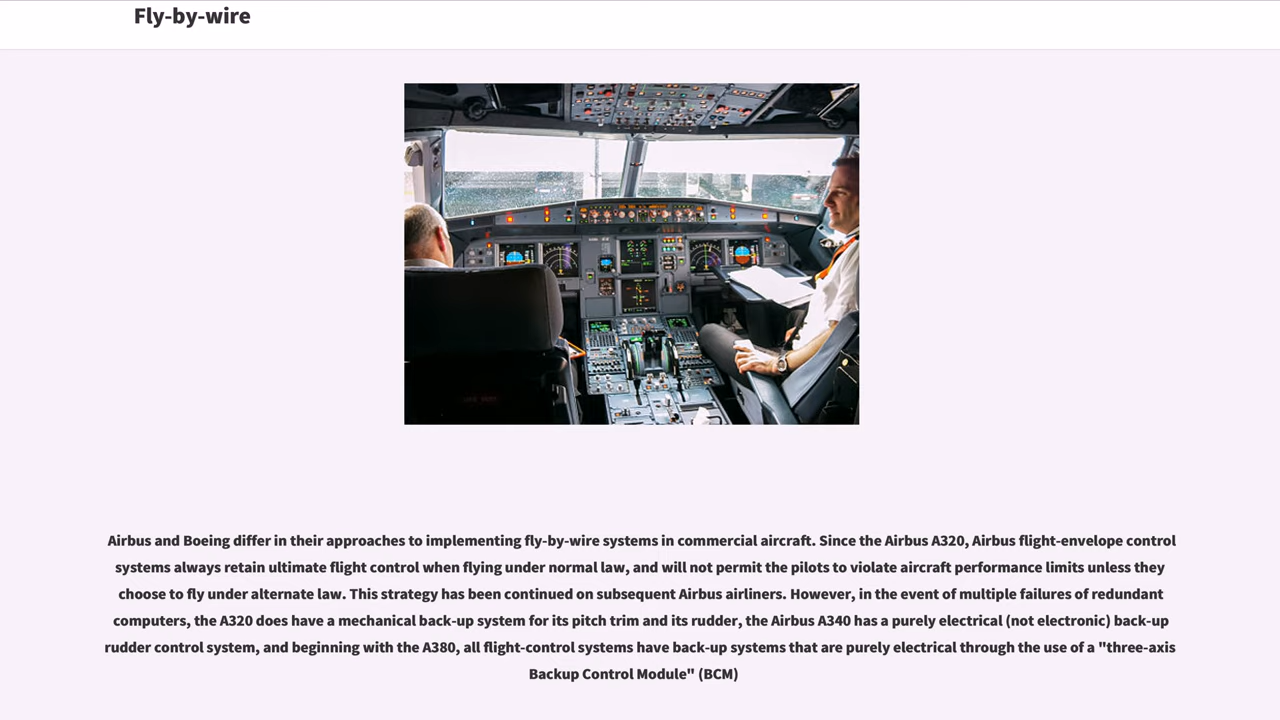 Fly-by-wire
Airbus and Boeing differ in their approaches to implementing fly-by-wire systems in commercial aircraft. Since the Airbus A320, Airbus flight-envelope control
systems always retain ultimate flight control when flying under normal law, and will not permit the pilots to violate aircraft performance limits unless they
choose to fly under alternate law. This strategy has been continued on subsequent Airbus airliners. However, in the event of multiple failures of redundant
computers, the A320 does have a mechanical back-up system for its pitch trim and its rudder, the Airbus A340 has a purely electrical (not electronic) back-up
rudder control system, and beginning with the A380, all flight-control systems have back-up systems that are purely electrical through the use of a "three-axis
Backup Control Module" (BCM)